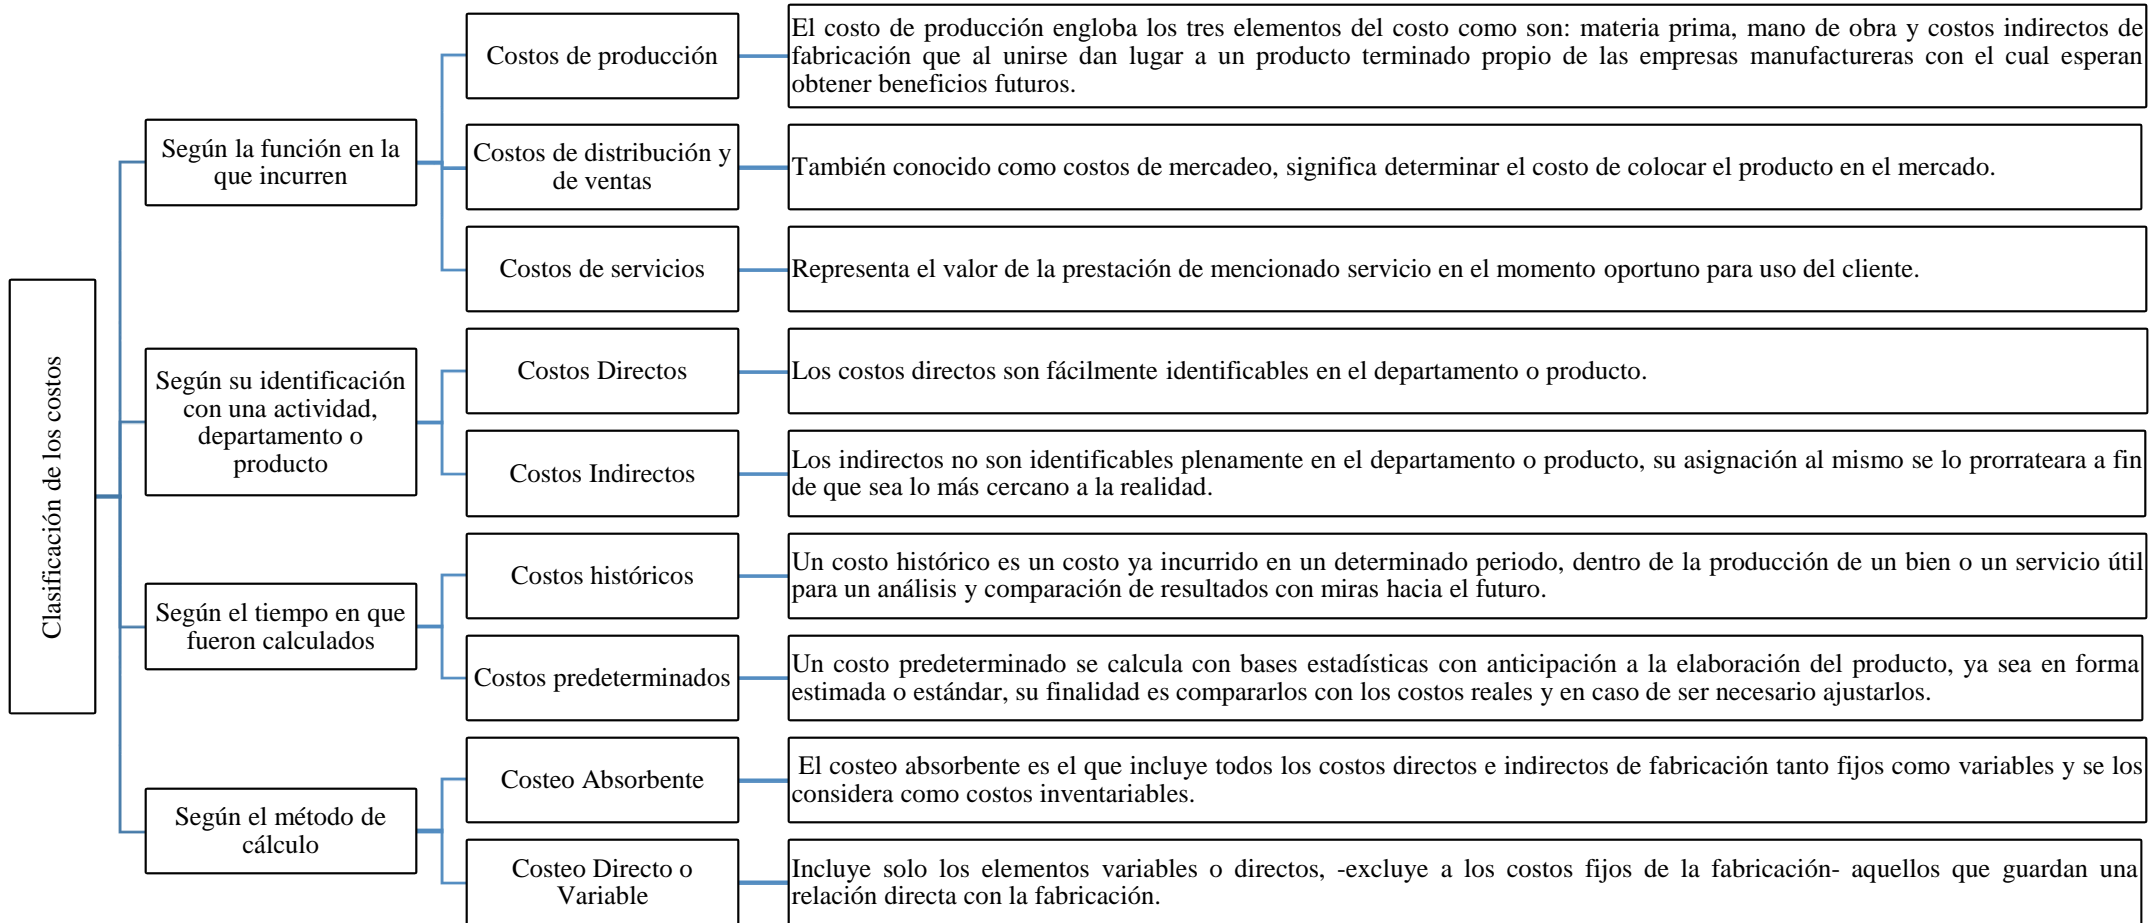 Clasificación de los costos
Según la función en la
que incurren
Costos de producción
El costo de producción engloba los tres elementos del costo como son: materia prima, mano de obra y costos indirectos de
fabricación que al unirse dan lugar a un producto terminado propio de las empresas manufactureras con el cual esperan
obtener beneficios futuros.
Costos de distribución y
de ventas
También conocido como costos de mercadeo, significa determinar el costo de colocar el producto en el mercado.
Costos de servicios
Representa el valor de la prestación de mencionado servicio en el momento oportuno para uso del cliente.
Según su identificación
con una actividad,
departamento o
producto
Costos Directos
Los costos directos son fácilmente identificables en el departamento o producto.
Costos Indirectos
Los indirectos no son identificables plenamente en el departamento o producto, su asignación al mismo se lo prorrateara a fin
de que sea lo más cercano a la realidad.
Según el tiempo en que
fueron calculados
Costos históricos
Un costo histórico es un costo ya incurrido en un determinado periodo, dentro de la producción de un bien o un servicio útil
para un análisis y comparación de resultados con miras hacia el futuro.
Costos predeterminados
Un costo predeterminado se calcula con bases estadísticas con anticipación a la elaboración del producto, ya sea en forma
estimada o estándar, su finalidad es compararlos con los costos reales y en caso de ser necesario ajustarlos.
Según el método de
cálculo
Costeo Absorbente
El costeo absorbente es el que incluye todos los costos directos e indirectos de fabricación tanto fijos como variables y se los
considera como costos inventariables.
Costeo Directo o
Variable
Incluye solo los elementos variables o directos, -excluye a los costos fijos de la fabricación- aquellos que guardan una
relación directa con la fabricación.